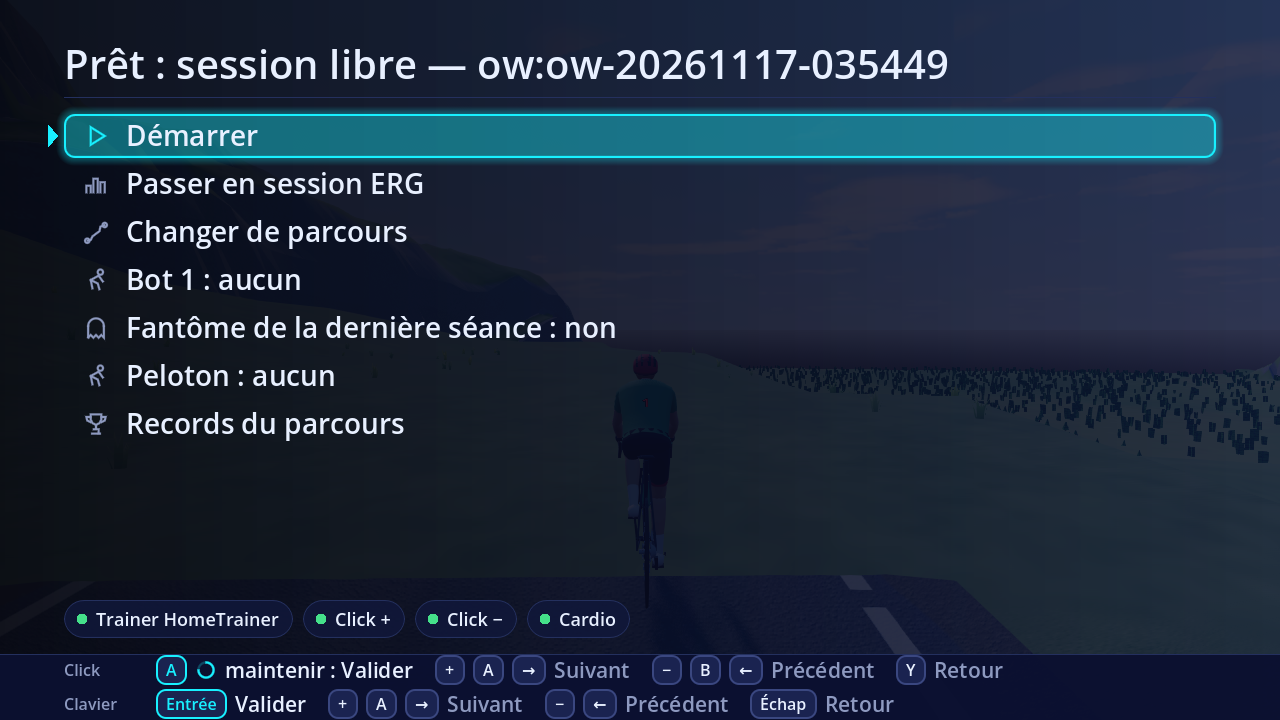 Prêt : session libre — ow:ow-20261117-035449
Démarrer
Passer en session ERG
Changer de parcours
Bot 1 : aucun
Fantôme de la dernière séance : non
Peloton : aucun
Records du parcours
Trainer HomeTrainer Click + Click − Cardio
Click A maintenir : Valider + A → Suivant − B ← Précédent Y Retour
Clavier Entrée Valider + A → Suivant − ← Précédent Échap Retour